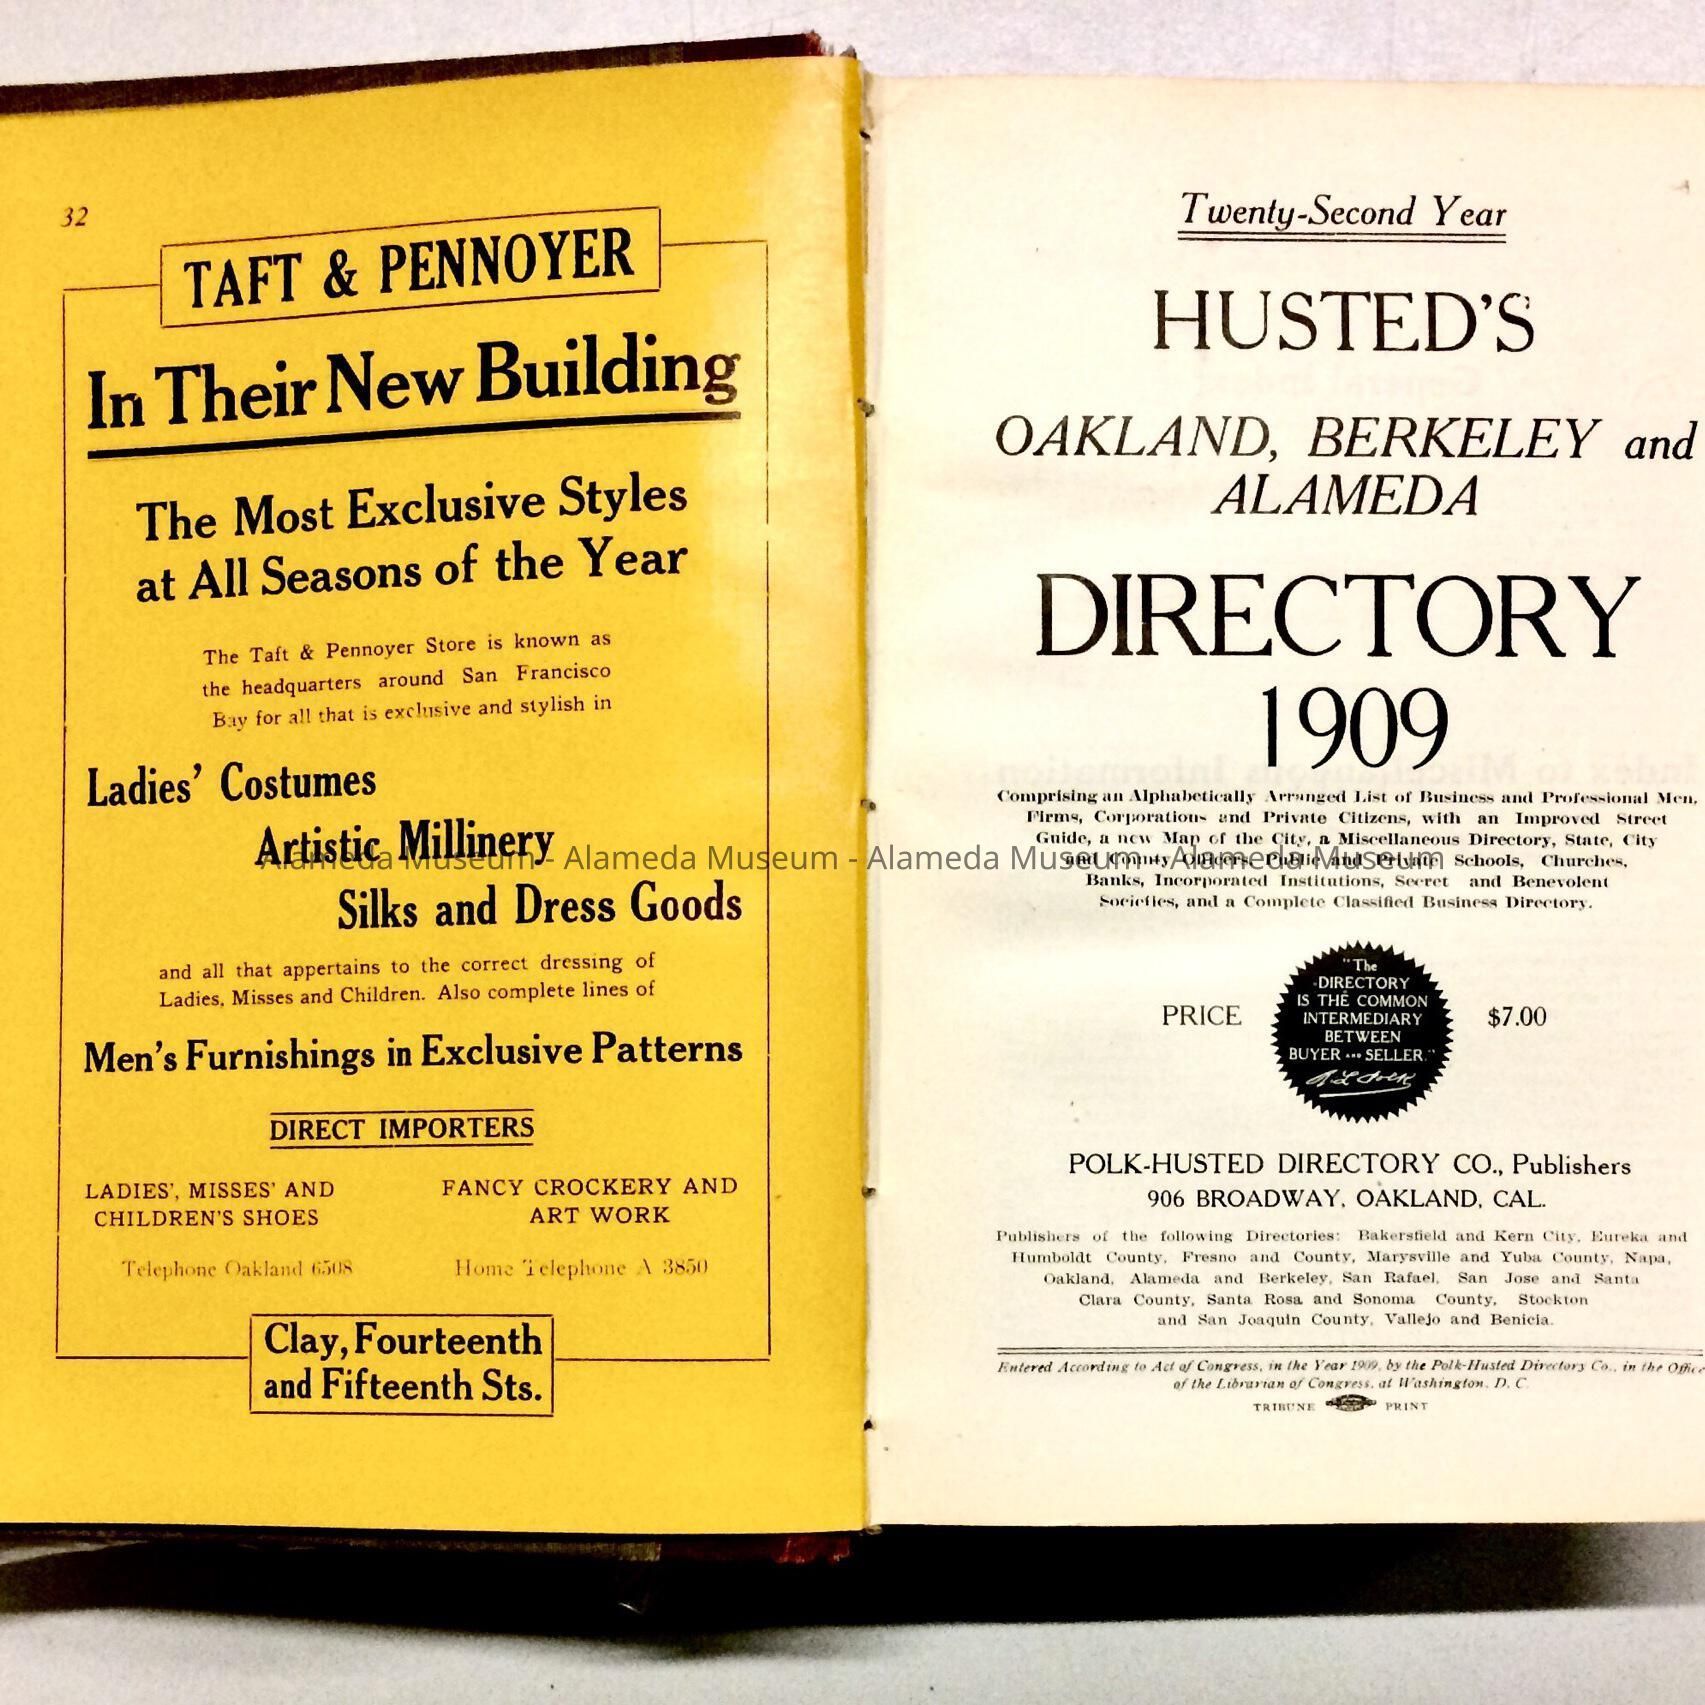 32
TAFT & PENNOYER
In Their New Building
The Most Exclusive Styles
at All Seasons of the Year
The Taft & Pennoyer Store is known as
the headquarters around San Francisco
Bay for all that is exclusive and stylish in
Ladies' Costumes
Artistic Millinery
Silks and Dress Goods
and all that appertains to the correct dressing of
Ladies, Misses and Children. Also complete lines of
Men's Furnishings in Exclusive Patterns
DIRECT IMPORTERS
LADIES', MISSES' AND
CHILDREN'S SHOES
FANCY CROCKERY AND
ART WORK
Telephone Oakland 6508
Home Telephone A 3850
Clay, Fourteenth
and Fifteenth Sts.
Twenty-Second Year
HUSTED'S
OAKLAND, BERKELEY and
ALAMEDA
DIRECTORY
1909
Comprising an Alphabetically Arranged List of Business and Professional Men,
Firms, Corporations and Private Citizens, with an Improved Street
Guide, a new Map of the City, a Miscellaneous Directory, State, City
and County Officers, Public and Private Schools, Churches,
Banks, Incorporated Institutions, Secret and Benevolent
Societies, and a Complete Classified Business Directory.
PRICE
"The
DIRECTORY
IS THE COMMON
INTERMEDIARY
BETWEEN
BUYER and SELLER."
R L Polk
$7.00
POLK-HUSTED DIRECTORY CO., Publishers
906 BROADWAY, OAKLAND, CAL.
Publishers of the following Directories: Bakersfield and Kern City, Eureka and
Humboldt County, Fresno and County, Marysville and Yuba County, Napa,
Oakland, Alameda and Berkeley, San Rafael, San Jose and Santa
Clara County, Santa Rosa and Sonoma County, Stockton
and San Joaquin County, Vallejo and Benicia.
Entered According to Act of Congress, in the Year 1909, by the Polk-Husted Directory Co., in the Office
of the Librarian of Congress, at Washington, D. C.
TRIBUNE PRINT
Alameda Museum - Alameda Museum - Alameda Museum - Alameda Museum